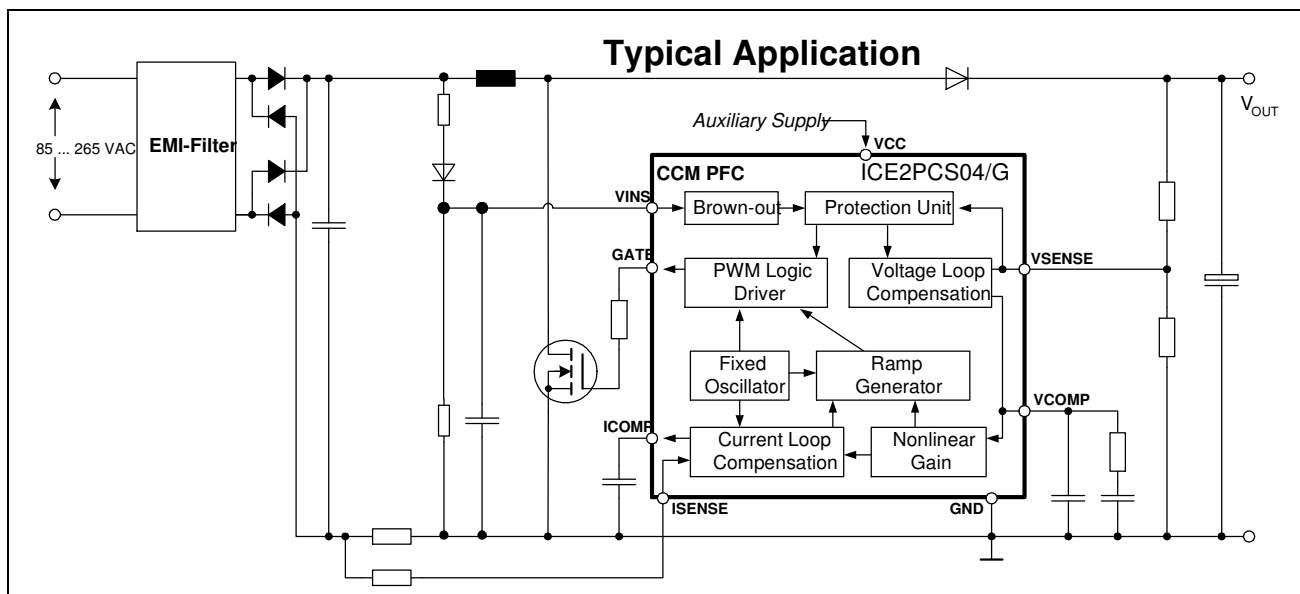 Typical Application
85 ... 265 VAC
EMI-Filter
V OUT
Auxiliary Supply
VCC
CCM PFC
ICE2PCS04/G
VINS
Brown-out
Protection Unit
GATE
PWM Logic
Driver
Voltage Loop
Compensation
VSENSE
Fixed
Oscillator
Ramp
Generator
VCOMP
ICOMP
Current Loop
Compensation
Nonlinear
Gain
ISENSE
GND